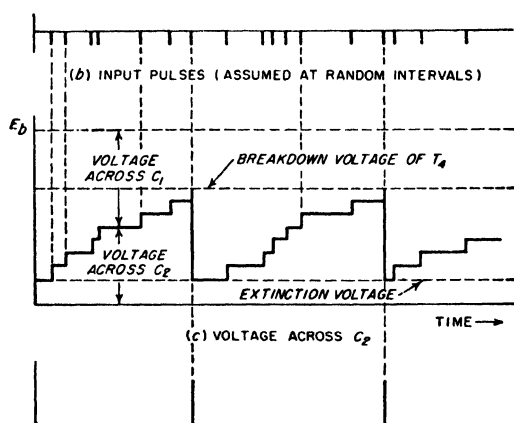 (b) INPUT PULSES (ASSUMED AT RANDOM INTERVALS)
E_b
VOLTAGE
ACROSS C_1
BREAKDOWN VOLTAGE OF T_4
VOLTAGE
ACROSS C_2
EXTINCTION VOLTAGE
TIME →
(c) VOLTAGE ACROSS C_2